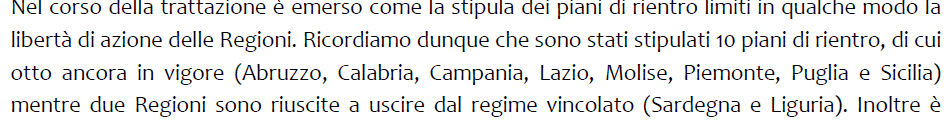 Nel corso della trattazione è emerso come la stipula dei piani di rientro limiti in qualche modo la
libertà di azione delle Regioni. Ricordiamo dunque che sono stati stipulati 10 piani di rientro, di cui
otto ancora in vigore (Abruzzo, Calabria, Campania, Lazio, Molise, Piemonte, Puglia e Sicilia)
mentre due Regioni sono riuscite a uscire dal regime vincolato (Sardegna e Liguria). Inoltre è